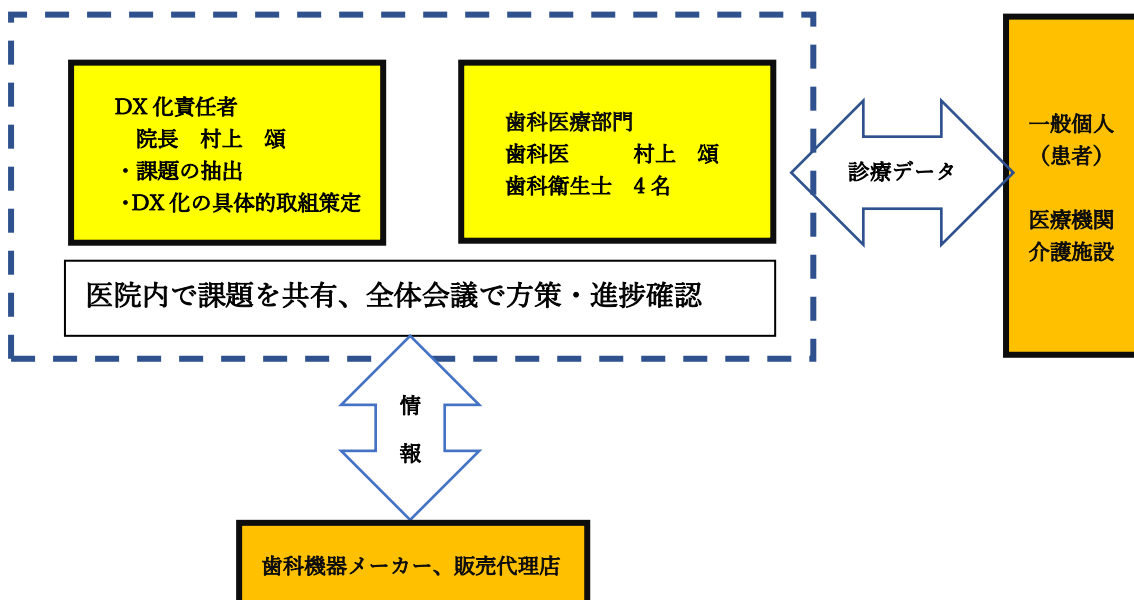 DX化責任者
院長　村上　頌
・課題の抽出
・DX化の具体的取組策定
歯科医療部門
歯科医　　　村上　頌
歯科衛生士　4名
医院内で課題を共有、全体会議で方策・進捗確認
診療データ
一般個人
（患者）
医療機関
介護施設
情
報
歯科機器メーカー、販売代理店